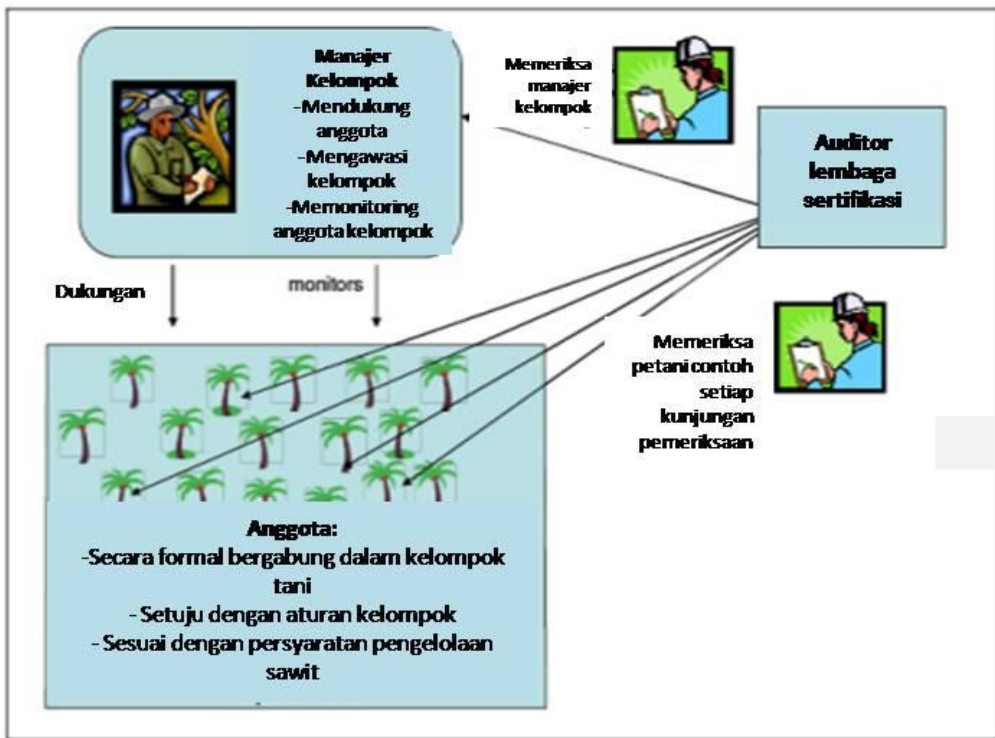 Manajer
Kelompok
-Mendukung
anggota
-Mengawasi
kelompok
-Memonitoring
anggota kelompok
Memeriksa
manajer
kelompok
Auditor
lembaga
sertifikasi
Dukungan
monitors
Memeriksa
petani contoh
setiap
kunjungan
pemeriksaan
Anggota:
-Secara formal bergabung dalam kelompok
tani
- Setuju dengan aturan kelompok
- Sesuai dengan persyaratan pengelolaan
sawit